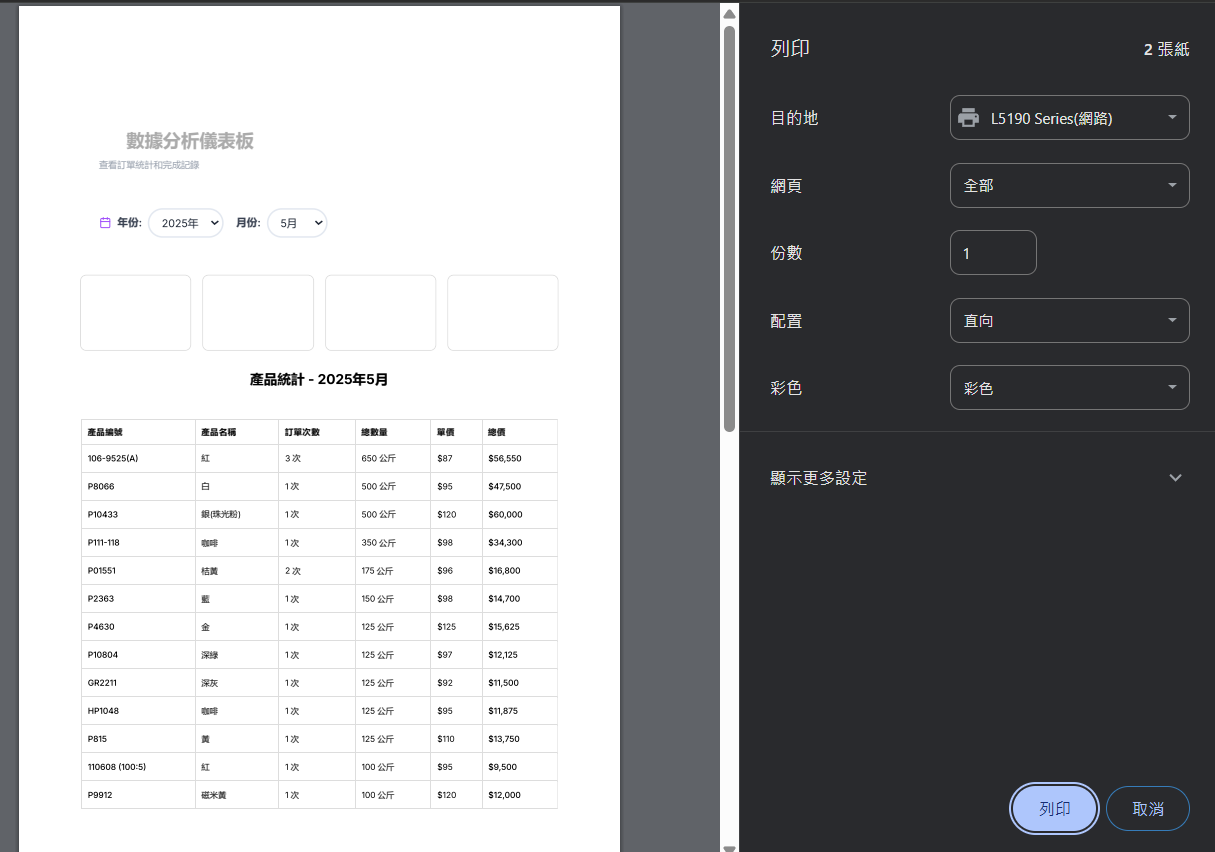 數據分析儀表板
查看訂單統計和完成記錄
年份: 2025年 月份: 5月
產品統計 - 2025年5月
產品編號 產品名稱 訂單次數 總數量 單價 總價
106-9525(A) 紅 3 次 650 公斤 $87 $56,550
P8066 白 1 次 500 公斤 $95 $47,500
P10433 銀(珠光粉) 1 次 500 公斤 $120 $60,000
P111-118 咖啡 1 次 350 公斤 $98 $34,300
P01551 桔黃 2 次 175 公斤 $96 $16,800
P2363 藍 1 次 150 公斤 $98 $14,700
P4630 金 1 次 125 公斤 $125 $15,625
P10804 深綠 1 次 125 公斤 $97 $12,125
GR2211 深灰 1 次 125 公斤 $92 $11,500
HP1048 咖啡 1 次 125 公斤 $95 $11,875
P815 黃 1 次 125 公斤 $110 $13,750
110608 (100:5) 紅 1 次 100 公斤 $95 $9,500
P9912 磁米黃 1 次 100 公斤 $120 $12,000
列印 2 張紙
目的地 L5190 Series(網路)
網頁 全部
份數 1
配置 直向
彩色 彩色
顯示更多設定
列印 取消